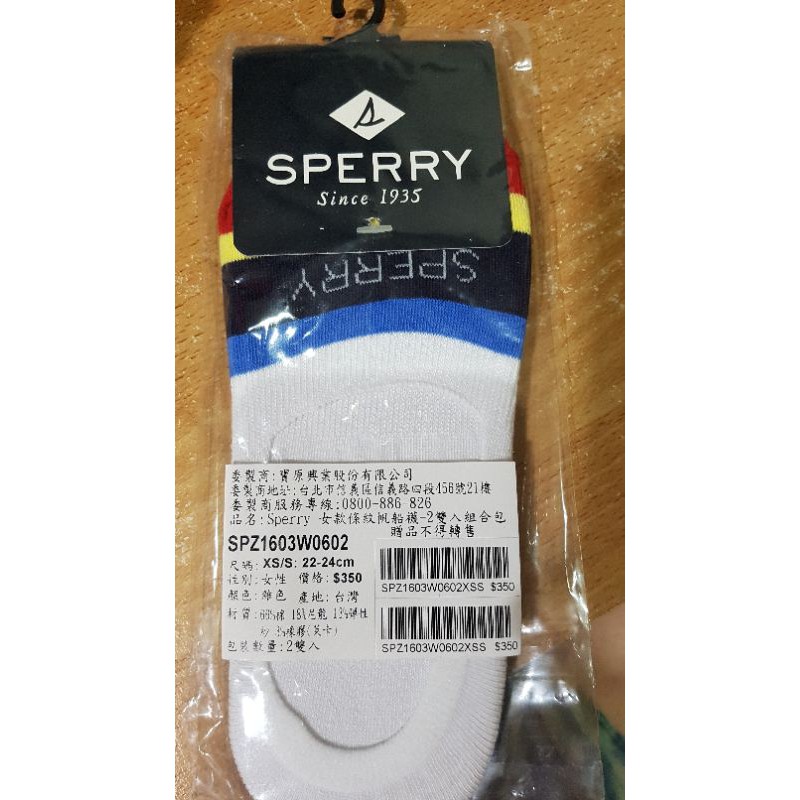 SPERRY
Since 1935
SPERRY
委製商:寶原興業股份有限公司
委製商地址:台北市信義區信義路四段456號21樓
委製商服務專線:0800-886 826
品名:Sperry 女款條紋帆船襪-2雙入組合包
贈品不得轉售
SPZ1603W0602
尺碼: XS/S: 22-24cm
性別:女性 價格:$350
顏色:雜色 產地:台灣
材質:66%棉 18%尼龍 13%彈性
紗 3%橡膠(莫卡)
包裝數量:2雙入
SPZ1603W0602XSS $350
SPZ1603W0602XSS $350